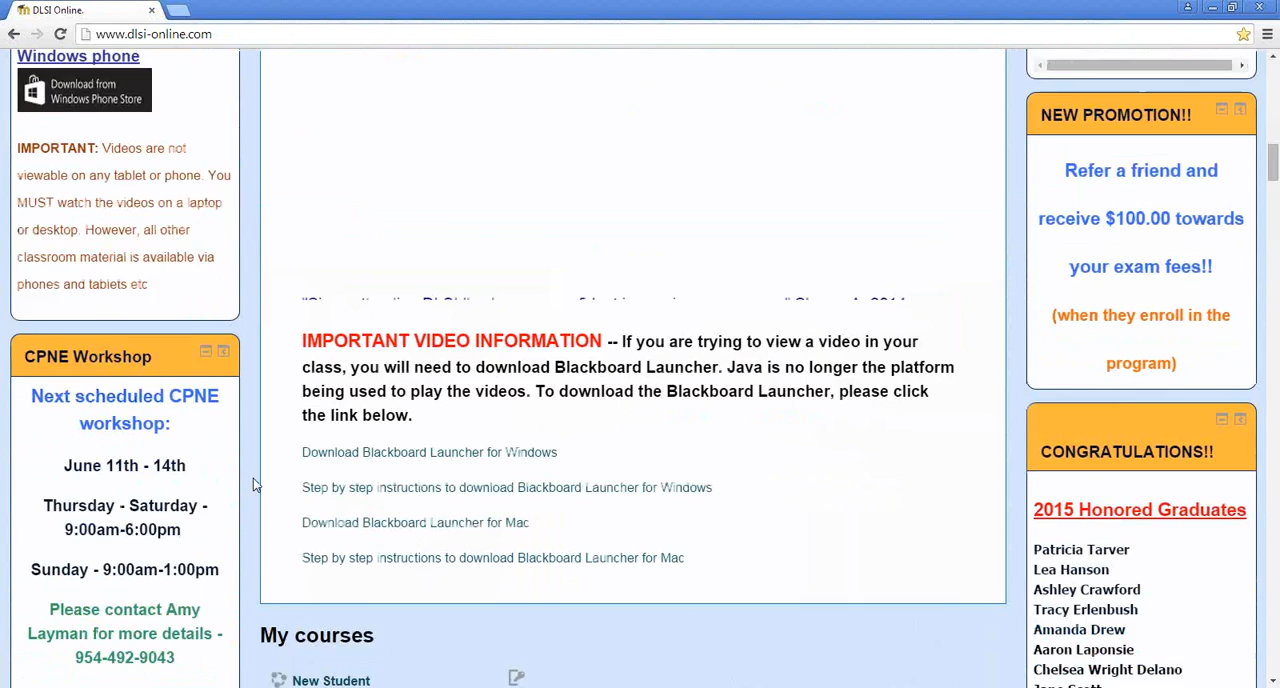 DLSI Online.
www.dlsi-online.com
Windows phone
Download from
Windows Phone Store
IMPORTANT: Videos are not
viewable on any tablet or phone. You
MUST watch the videos on a laptop
or desktop. However, all other
classroom material is available via
phones and tablets etc
CPNE Workshop
Next scheduled CPNE
workshop:
June 11th - 14th
Thursday - Saturday -
9:00am-6:00pm
Sunday - 9:00am-1:00pm
Please contact Amy
Layman for more details -
954-492-9043
IMPORTANT VIDEO INFORMATION -- If you are trying to view a video in your
class, you will need to download Blackboard Launcher. Java is no longer the platform
being used to play the videos. To download the Blackboard Launcher, please click
the link below.
Download Blackboard Launcher for Windows
Step by step instructions to download Blackboard Launcher for Windows
Download Blackboard Launcher for Mac
Step by step instructions to download Blackboard Launcher for Mac
My courses
New Student
NEW PROMOTION!!
Refer a friend and
receive $100.00 towards
your exam fees!!
(when they enroll in the
program)
CONGRATULATIONS!!
2015 Honored Graduates
Patricia Tarver
Lea Hanson
Ashley Crawford
Tracy Erlenbush
Amanda Drew
Aaron Laponsie
Chelsea Wright Delano